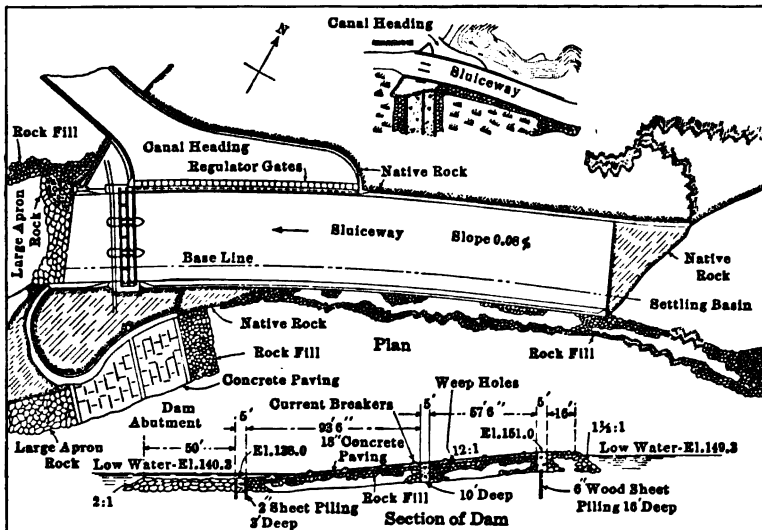 Canal Heading
N
Sluiceway
Rock Fill
Canal Heading
Regulator Gates
Native Rock
Large Apron
Rock
Sluiceway
Slope 0.08%
Base Line
Native
Rock
Settling Basin
Native Rock
Plan
Rock Fill
Rock Fill
Concrete Paving
Dam
Abutment
Large Apron
Rock
5'
93'6"
Current Breakers
5'
Weep Holes
57'6"
5'
16'
50'
El.138.0
18"Concrete
Paving
12:1
El.151.0
1½:1
Low Water-El.140.3
Low Water-El.149.3
2:1
Rock Fill
2" Sheet Piling
3' Deep
10' Deep
6" Wood Sheet
Piling 16' Deep
Section of Dam